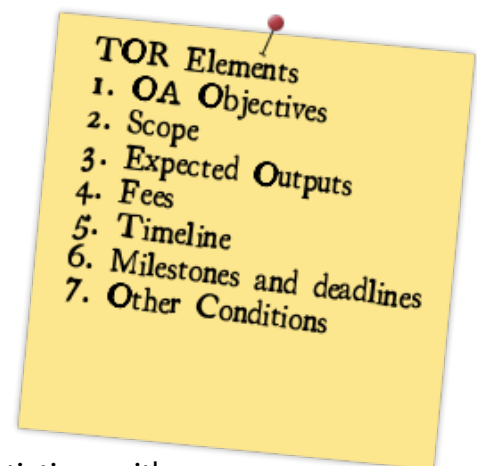 TOR Elements
1. OA Objectives
2. Scope
3. Expected Outputs
4. Fees
5. Timeline
6. Milestones and deadlines
7. Other Conditions